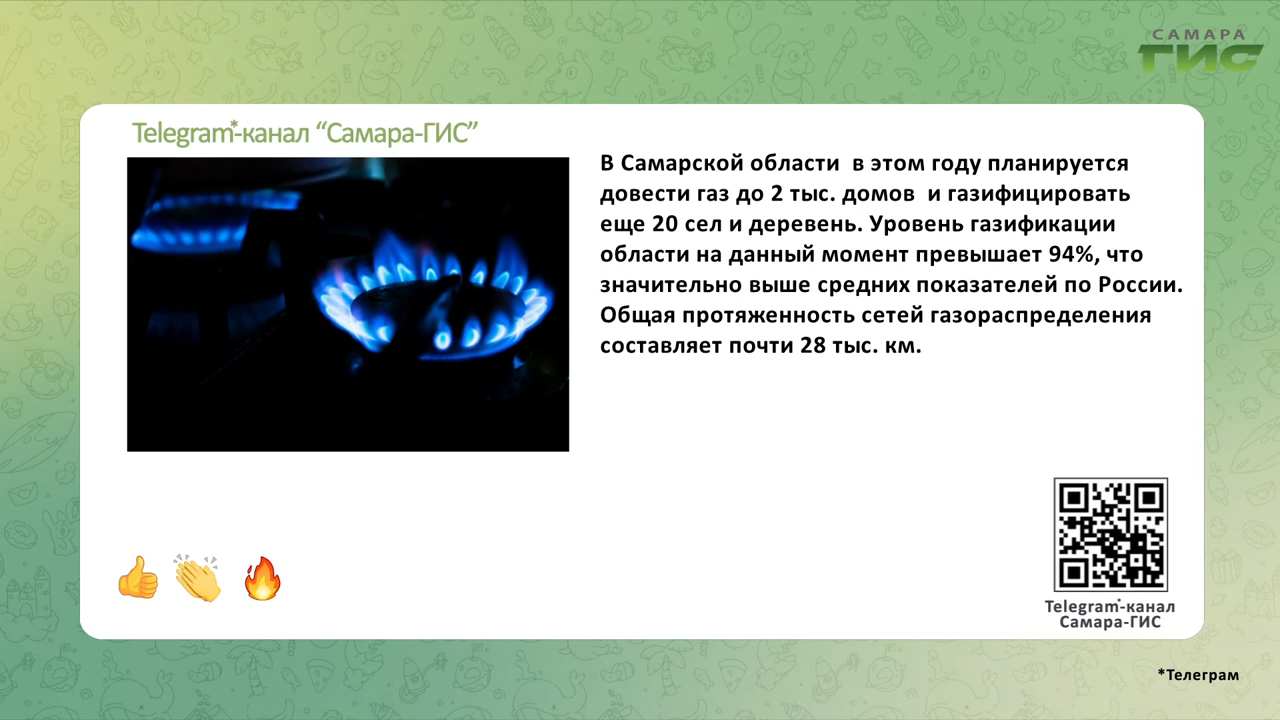 САМАРА
ГИС
Telegram*-канал “Самара-ГИС”
В Самарской области  в этом году планируется
довести газ до 2 тыс. домов  и газифицировать
еще 20 сел и деревень. Уровень газификации
области на данный момент превышает 94%, что
значительно выше средних показателей по России.
Общая протяженность сетей газораспределения
составляет почти 28 тыс. км.
Telegram*-канал
Самара-ГИС
*Телеграм